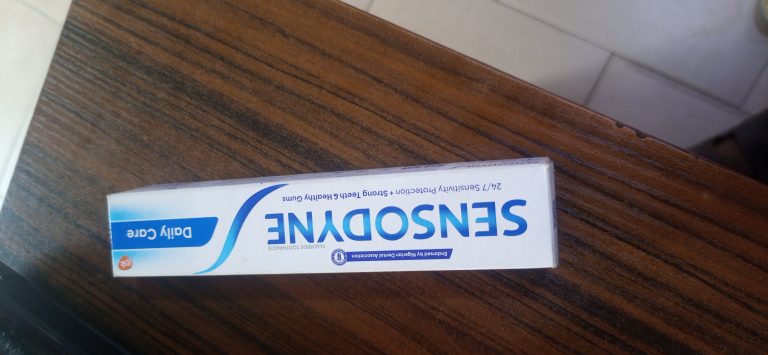 Endorsed by Nigerian Dental Association
SENSODYNE
FLUORIDE TOOTHPASTE
24/7 Sensitivity Protection + Strong Teeth & Healthy Gums
Daily Care